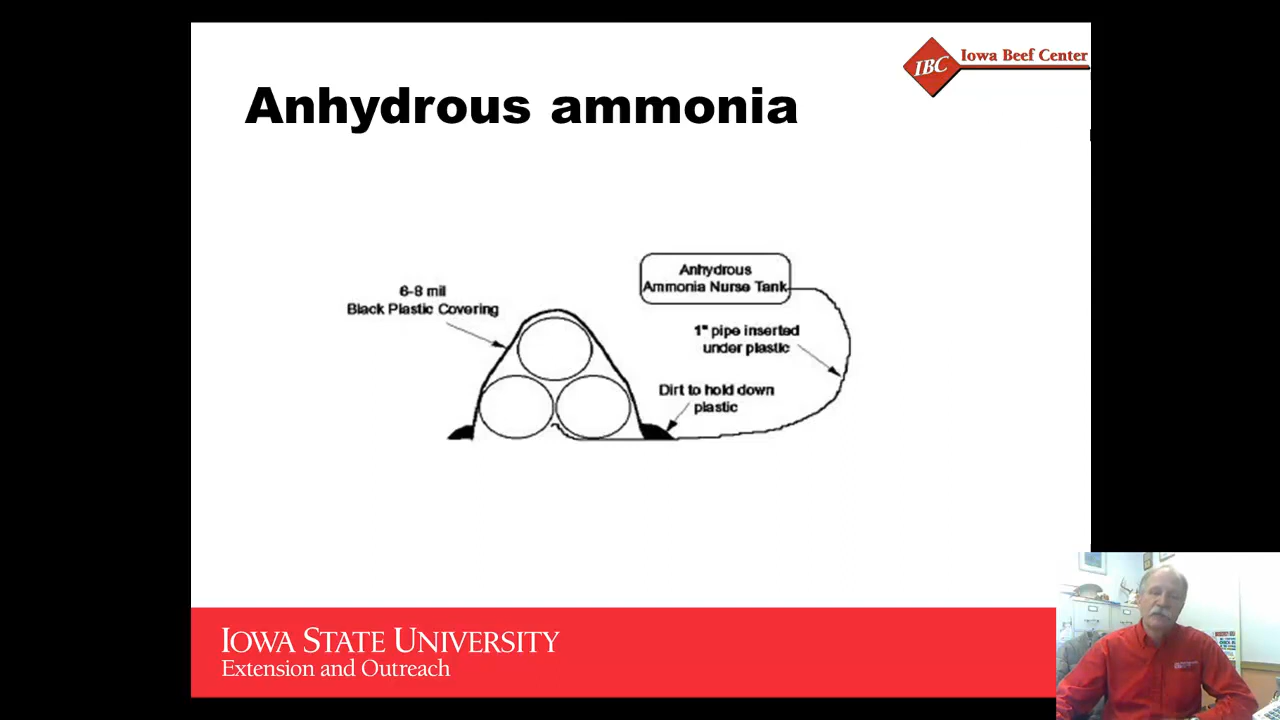 IBC
Iowa Beef Center
Anhydrous ammonia
6-8 mil
Black Plastic Covering
Anhydrous
Ammonia Nurse Tank
1" pipe inserted
under plastic
Dirt to hold down
plastic
IOWA STATE UNIVERSITY
Extension and Outreach